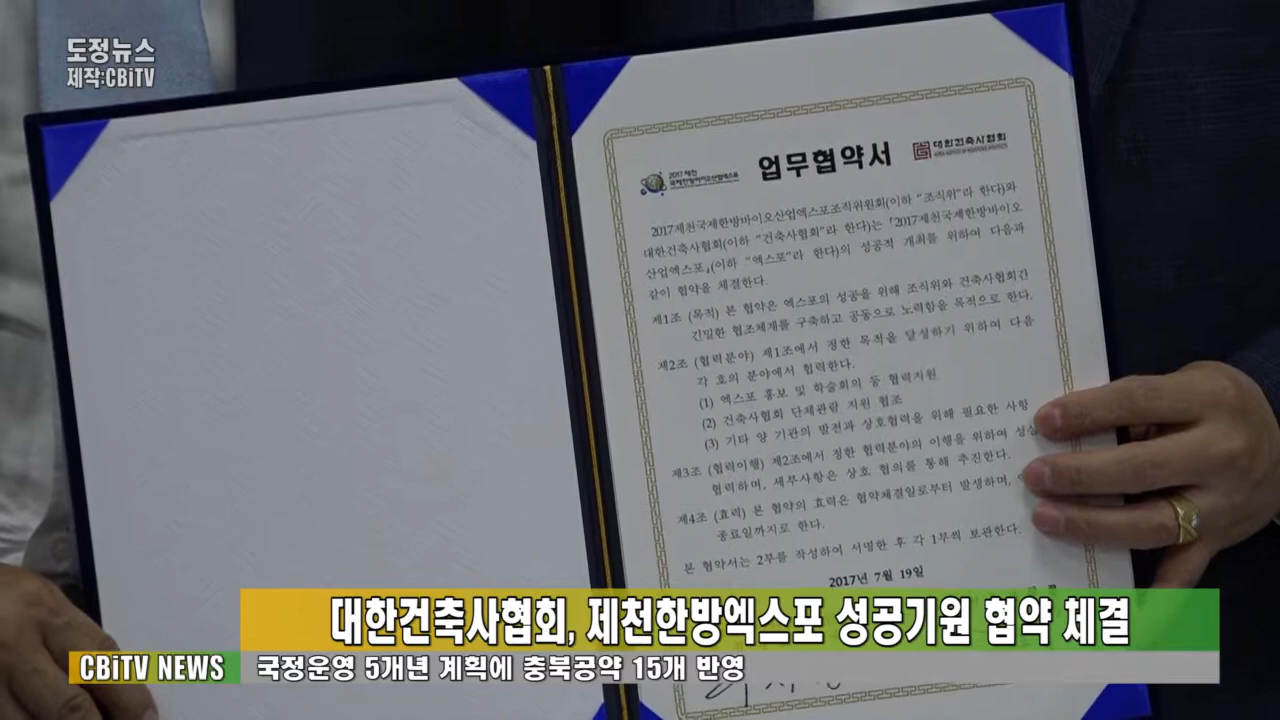 도정뉴스
제작:CBiTV
2017 제천
국제한방바이오산업엑스포
업무협약서
대한건축사협회
2017제천국제한방바이오산업엑스포조직위원회(이하 "조직위"라 한다)와
대한건축사협회(이하 "건축사협회"라 한다)는 「2017제천국제한방바이오
산업엑스포」(이하 "엑스포"라 한다)의 성공적 개최를 위하여 다음과
같이 협약을 체결한다.
제1조 (목적) 본 협약은 엑스포의 성공을 위해 조직위와 건축사협회간
긴밀한 협조체제를 구축하고 공동으로 노력함을 목적으로 한다.
제2조 (협력분야) 제1조에서 정한 목적을 달성하기 위하여 다음
각 호의 분야에서 협력한다.
(1) 엑스포 홍보 및 학술회의 등 협력지원
(2) 건축사협회 단체관람 지원 협조
(3) 기타 양 기관의 발전과 상호협력을 위해 필요한 사항
제3조 (협력이행) 제2조에서 정한 협력분야의 이행을 위하여
협력하며, 세부사항은 상호 협의를 통해 추진한다.
제4조 (효력) 본 협약의 효력은 협약체결일로부터 발생하며,
종료일까지로 한다.
본 협약서는 2부를 작성하여 서명한 후 각 1부씩 보관한다.
2017년 7월 19일
대한건축사협회, 제천한방엑스포 성공기원 협약 체결
CBiTV NEWS 국정운영 5개년 계획에 충북공약 15개 반영